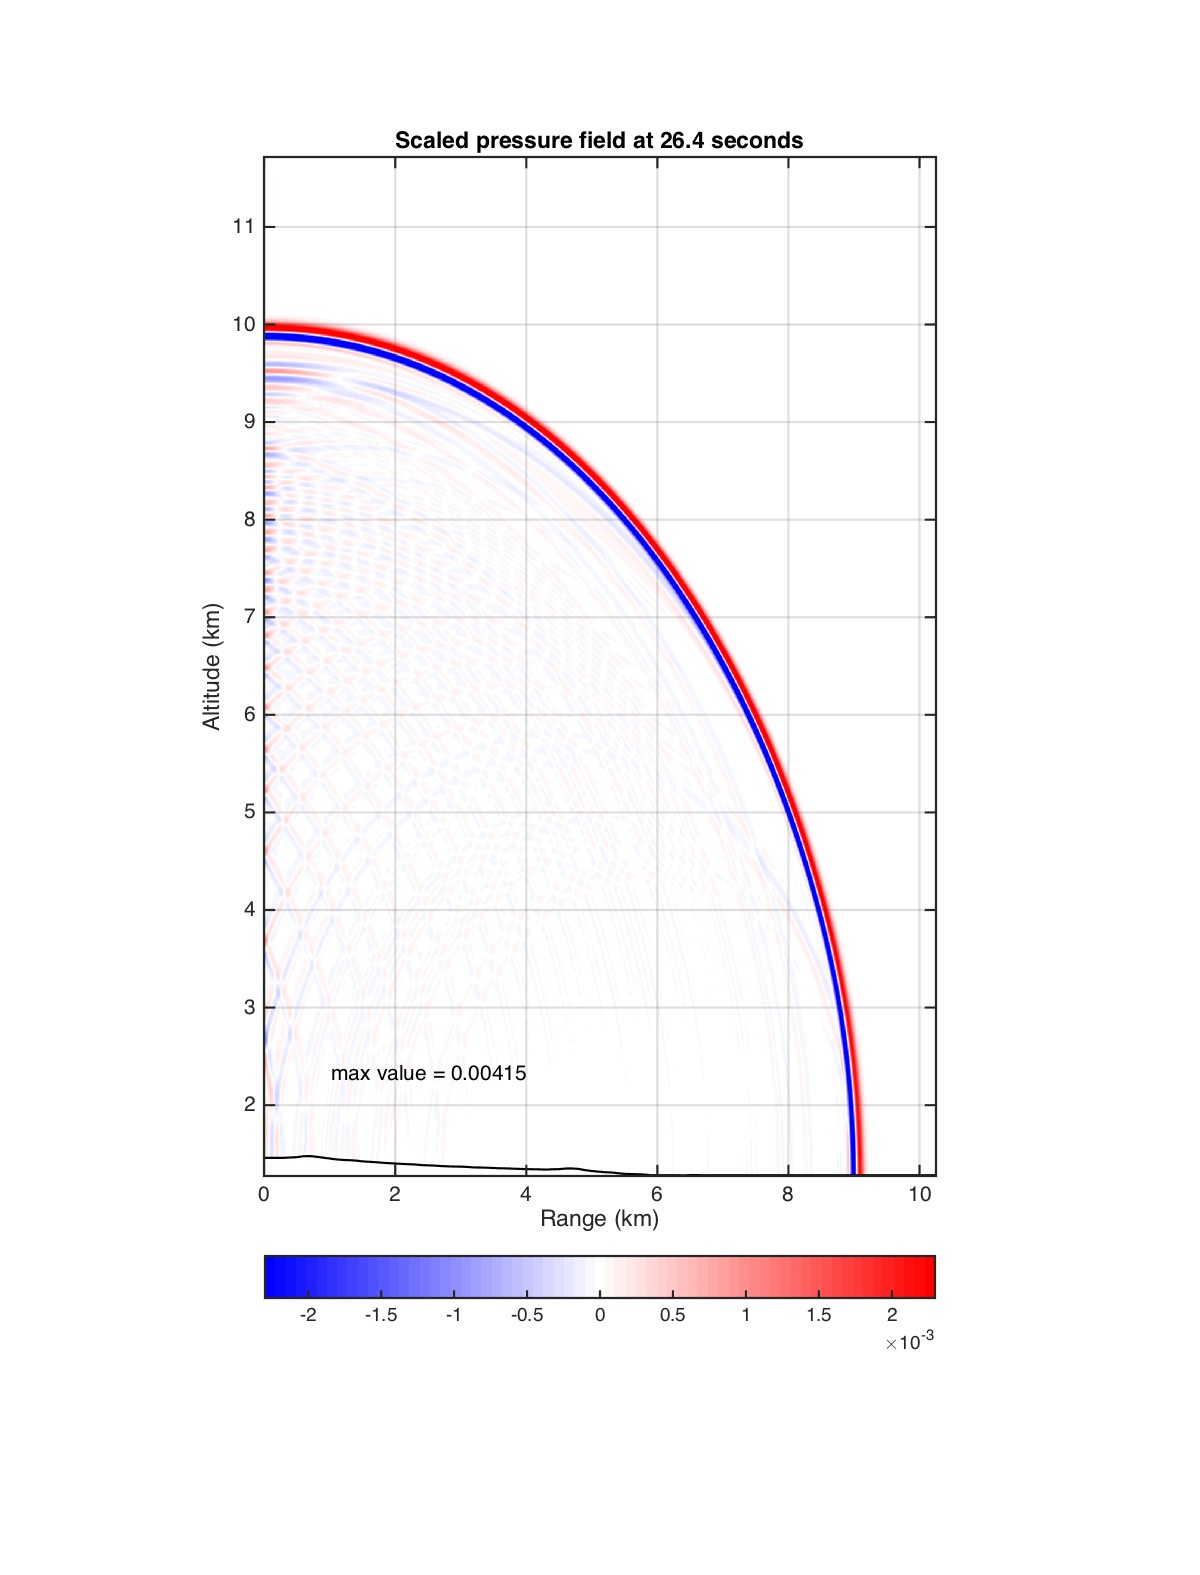 Scaled pressure field at 26.4 seconds
11
10
9
8
7
6
5
4
3
2
Altitude (km)
max value = 0.00415
0 2 4 6 8 10
Range (km)
-2 -1.5 -1 -0.5 0 0.5 1 1.5 2
×10-3